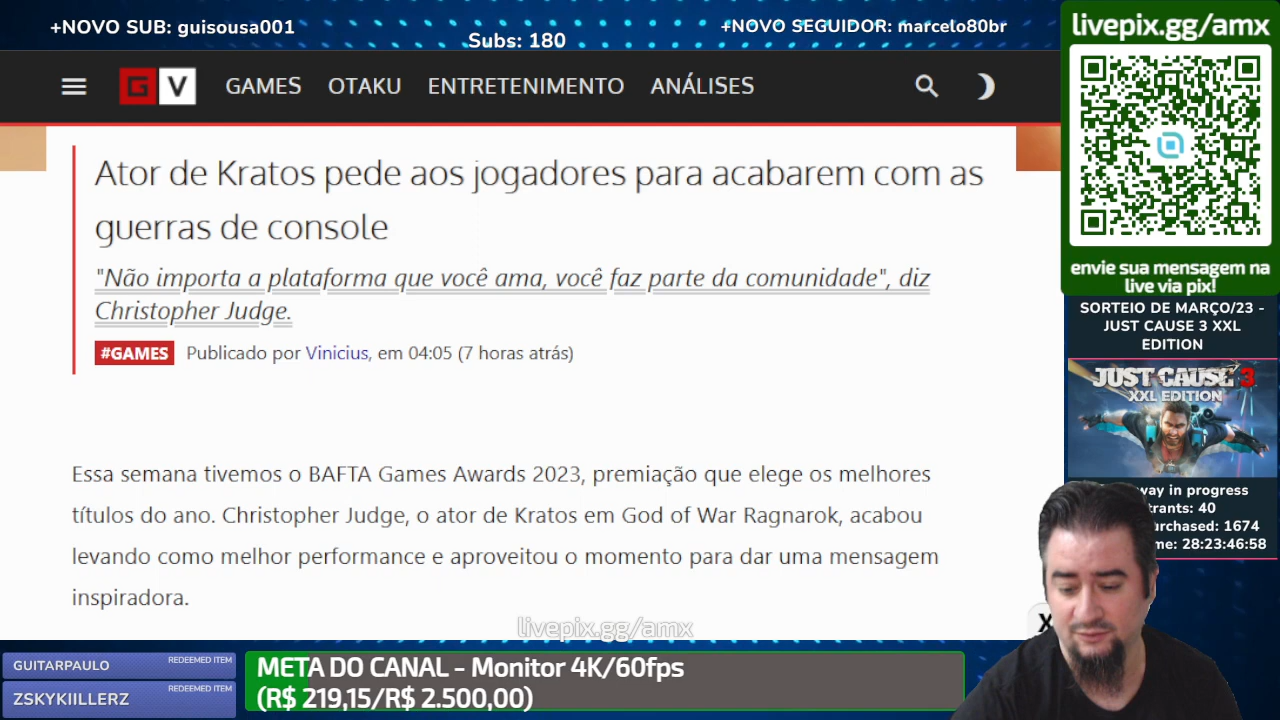 +NOVO SUB: guisousa001
Subs: 180
+NOVO SEGUIDOR: marcelo80br
livepix.gg/amx
GV GAMES OTAKU ENTRETENIMENTO ANÁLISES
Ator de Kratos pede aos jogadores para acabarem com as
guerras de console
"Não importa a plataforma que você ama, você faz parte da comunidade", diz
Christopher Judge.
#GAMES Publicado por Vinicius, em 04:05 (7 horas atrás)
Essa semana tivemos o BAFTA Games Awards 2023, premiação que elege os melhores
títulos do ano. Christopher Judge, o ator de Kratos em God of War Ragnarok, acabou
levando como melhor performance e aproveitou o momento para dar uma mensagem
inspiradora.
livepix.gg/amx
X
envie sua mensagem na
live via pix!
SORTEIO DE MARÇO/23 -
JUST CAUSE 3 XXL
EDITION
JUST CAUSE 3
XXL EDITION
way in progress
trants: 40
urchased: 1674
me: 28:23:46:58
GUITARPAULO REDEEMED ITEM
ZSKYKIILLERZ REDEEMED ITEM
META DO CANAL - Monitor 4K/60fps
(R$ 219,15/R$ 2.500,00)